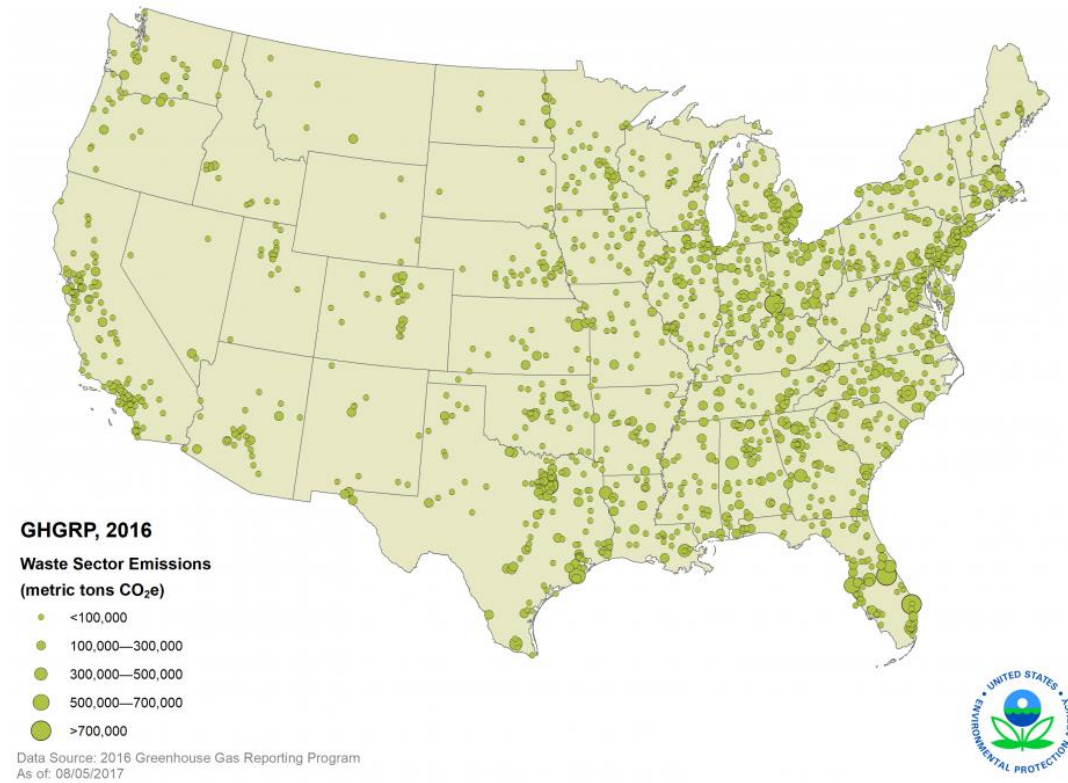 GHGRP, 2016
Waste Sector Emissions
(metric tons CO₂e)
<100,000
100,000—300,000
300,000—500,000
500,000—700,000
>700,000
Data Source: 2016 Greenhouse Gas Reporting Program
As of: 08/05/2017
UNITED STATES
ENVIRONMENTAL PROTECTION